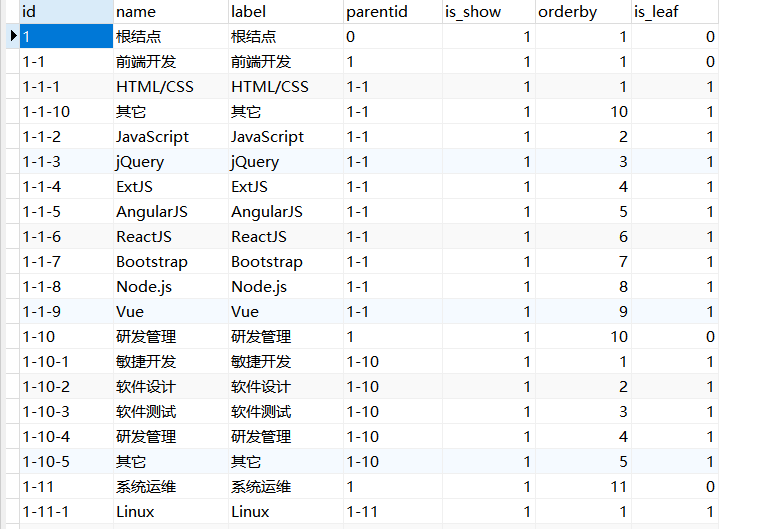 id name label parentid is_show orderby is_leaf
1 根结点 根结点 0 1 1 0
1-1 前端开发 前端开发 1 1 1 0
1-1-1 HTML/CSS HTML/CSS 1-1 1 1 1
1-1-10 其它 其它 1-1 1 10 1
1-1-2 JavaScript JavaScript 1-1 1 2 1
1-1-3 jQuery jQuery 1-1 1 3 1
1-1-4 ExtJS ExtJS 1-1 1 4 1
1-1-5 AngularJS AngularJS 1-1 1 5 1
1-1-6 ReactJS ReactJS 1-1 1 6 1
1-1-7 Bootstrap Bootstrap 1-1 1 7 1
1-1-8 Node.js Node.js 1-1 1 8 1
1-1-9 Vue Vue 1-1 1 9 1
1-10 研发管理 研发管理 1 1 10 0
1-10-1 敏捷开发 敏捷开发 1-10 1 1 1
1-10-2 软件设计 软件设计 1-10 1 2 1
1-10-3 软件测试 软件测试 1-10 1 3 1
1-10-4 研发管理 研发管理 1-10 1 4 1
1-10-5 其它 其它 1-10 1 5 1
1-11 系统运维 系统运维 1 1 11 0
1-11-1 Linux Linux 1-11 1 1 1